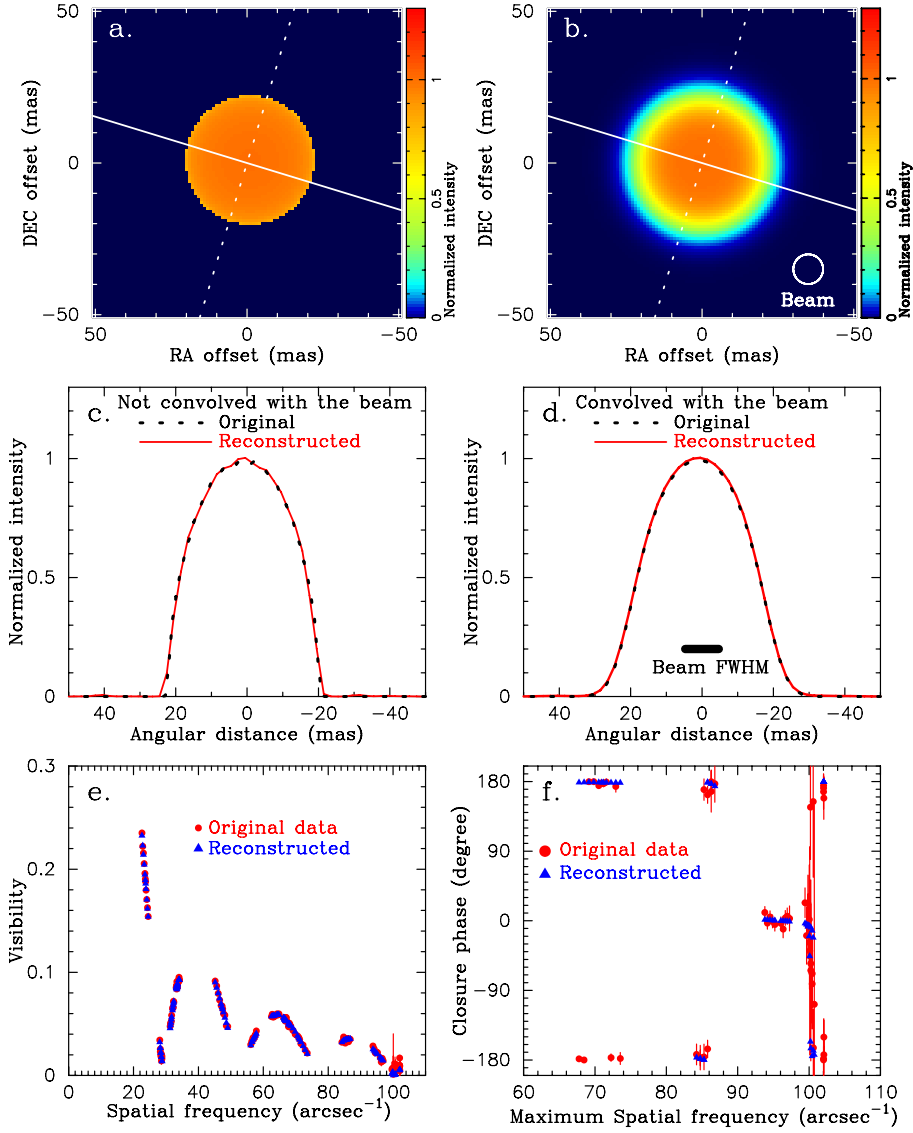 a.
50
0
−50
DEC offset (mas)
50
0
−50
RA offset (mas)
1
0.5
0
Normalized intensity
b.
50
0
−50
DEC offset (mas)
Beam
50
0
−50
RA offset (mas)
1
0.5
0
Normalized intensity
c.
Not convolved with the beam
Original
Reconstructed
1
0.5
0
Normalized intensity
40
20
0
−20
−40
Angular distance (mas)
d.
Convolved with the beam
Original
Reconstructed
Beam FWHM
1
0.5
0
Normalized intensity
40
20
0
−20
−40
Angular distance (mas)
e.
Original data
Reconstructed
0.3
0.2
0.1
0
Visibility
0
20
40
60
80
100
Spatial frequency (arcsec⁻¹)
f.
Original data
Reconstructed
180
90
0
−90
−180
Closure phase (degree)
60
70
80
90
100
110
Maximum Spatial frequency (arcsec⁻¹)